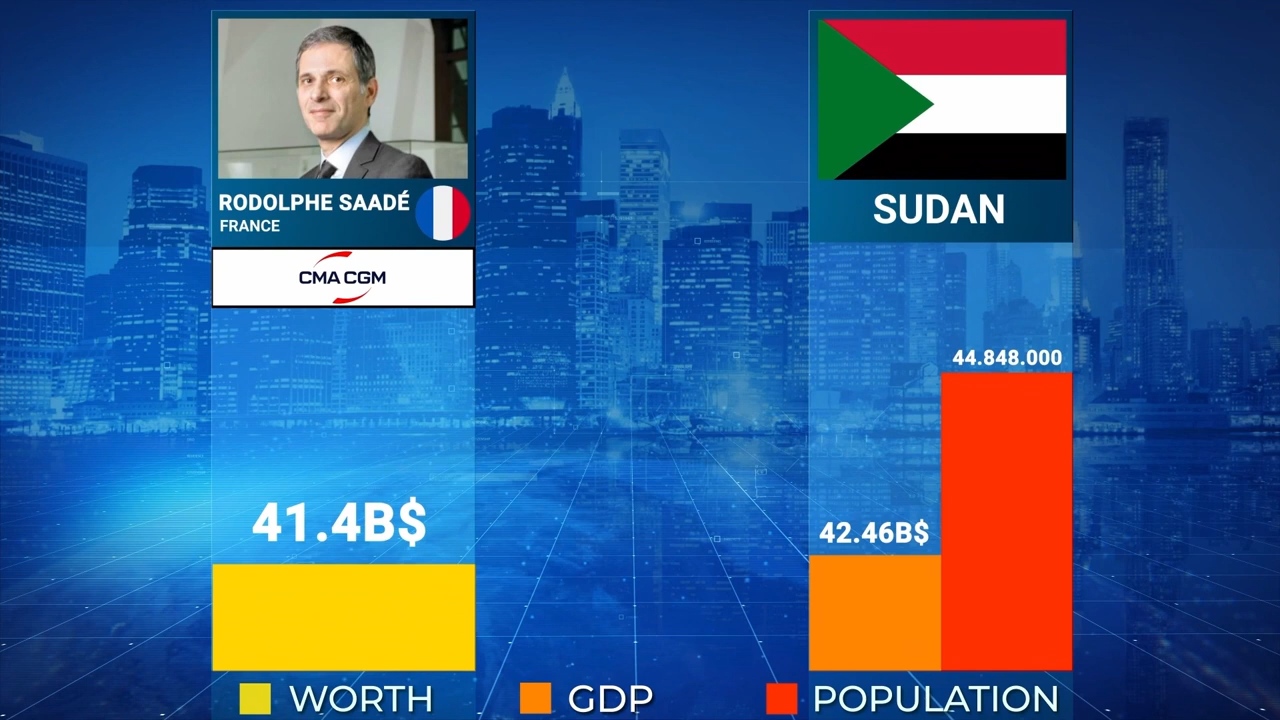 RODOLPHE SAADÉ
FRANCE
CMA CGM
41.4B$
SUDAN
44.848.000
42.46B$
WORTH
GDP
POPULATION